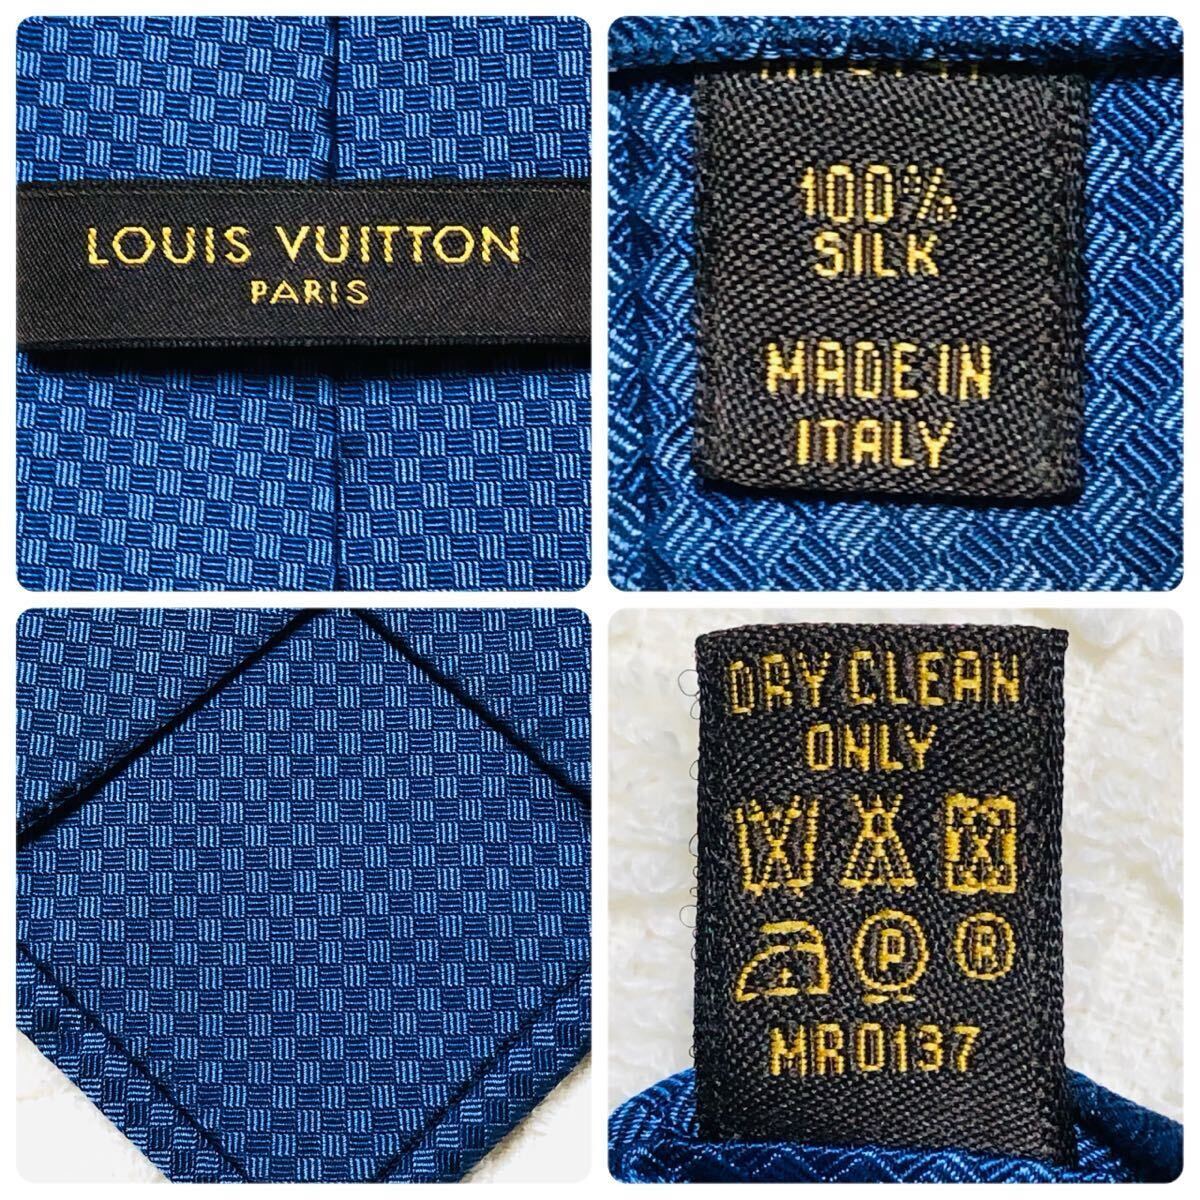 LOUIS VUITTON
PARIS
100%
SILK
MADE IN
ITALY
DRY CLEAN
ONLY
P R
MR0137